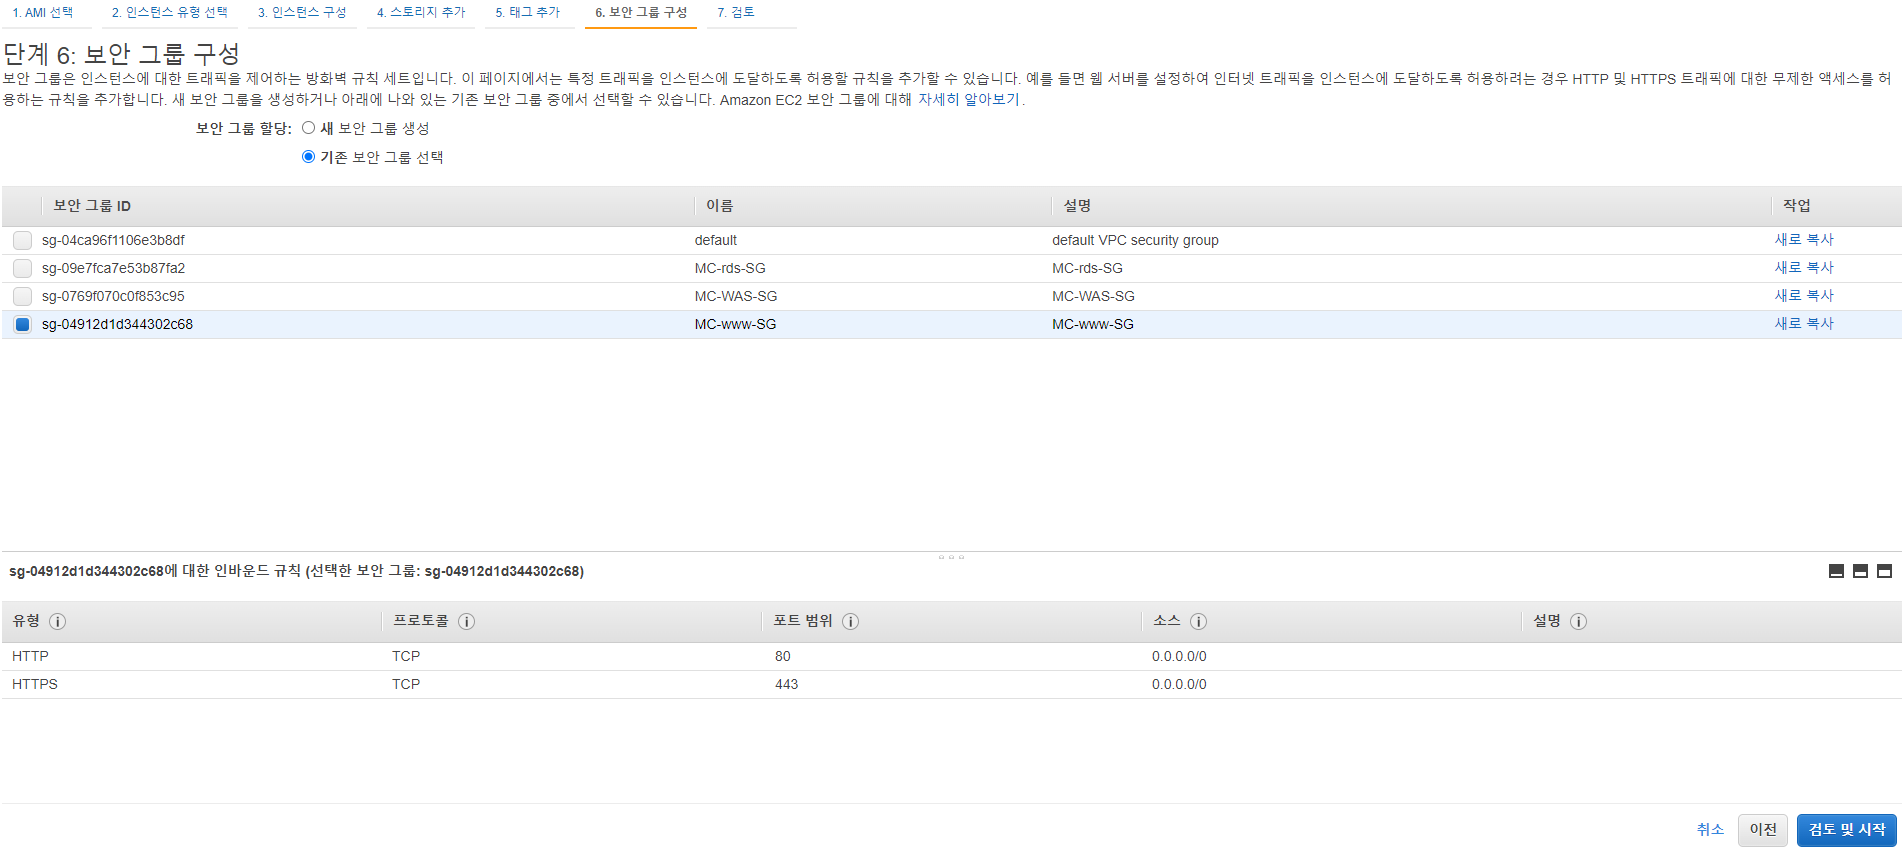 1. AMI 선택 2. 인스턴스 유형 선택 3. 인스턴스 구성 4. 스토리지 추가 5. 태그 추가 6. 보안 그룹 구성 7. 검토
단계 6: 보안 그룹 구성
보안 그룹은 인스턴스에 대한 트래픽을 제어하는 방화벽 규칙 세트입니다. 이 페이지에서는 특정 트래픽을 인스턴스에 도달하도록 허용할 규칙을 추가할 수 있습니다. 예를 들면 웹 서버를 설정하여 인터넷 트래픽을 인스턴스에 도달하도록 허용하려는 경우 HTTP 및 HTTPS 트래픽에 대한 무제한 액세스를 허
용하는 규칙을 추가합니다. 새 보안 그룹을 생성하거나 아래에 나와 있는 기존 보안 그룹 중에서 선택할 수 있습니다. Amazon EC2 보안 그룹에 대해 자세히 알아보기.
보안 그룹 할당: 새 보안 그룹 생성
기존 보안 그룹 선택
보안 그룹 ID 이름 설명 작업
sg-04ca96f1106e3b8df default default VPC security group 새로 복사
sg-09e7fca7e53b87fa2 MC-rds-SG MC-rds-SG 새로 복사
sg-0769f070c0f853c95 MC-WAS-SG MC-WAS-SG 새로 복사
sg-04912d1d344302c68 MC-www-SG MC-www-SG 새로 복사
sg-04912d1d344302c68에 대한 인바운드 규칙 (선택한 보안 그룹: sg-04912d1d344302c68)
유형 프로토콜 포트 범위 소스 설명
HTTP TCP 80 0.0.0.0/0
HTTPS TCP 443 0.0.0.0/0
취소 이전 검토 및 시작